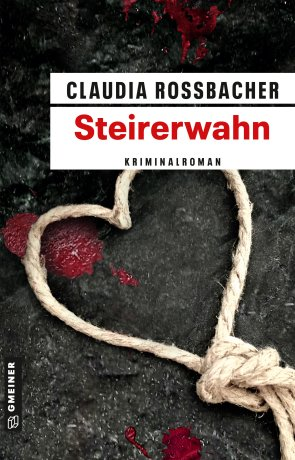 CLAUDIA ROSSBACHER
Steirerwahn
KRIMINALROMAN
GMEINER